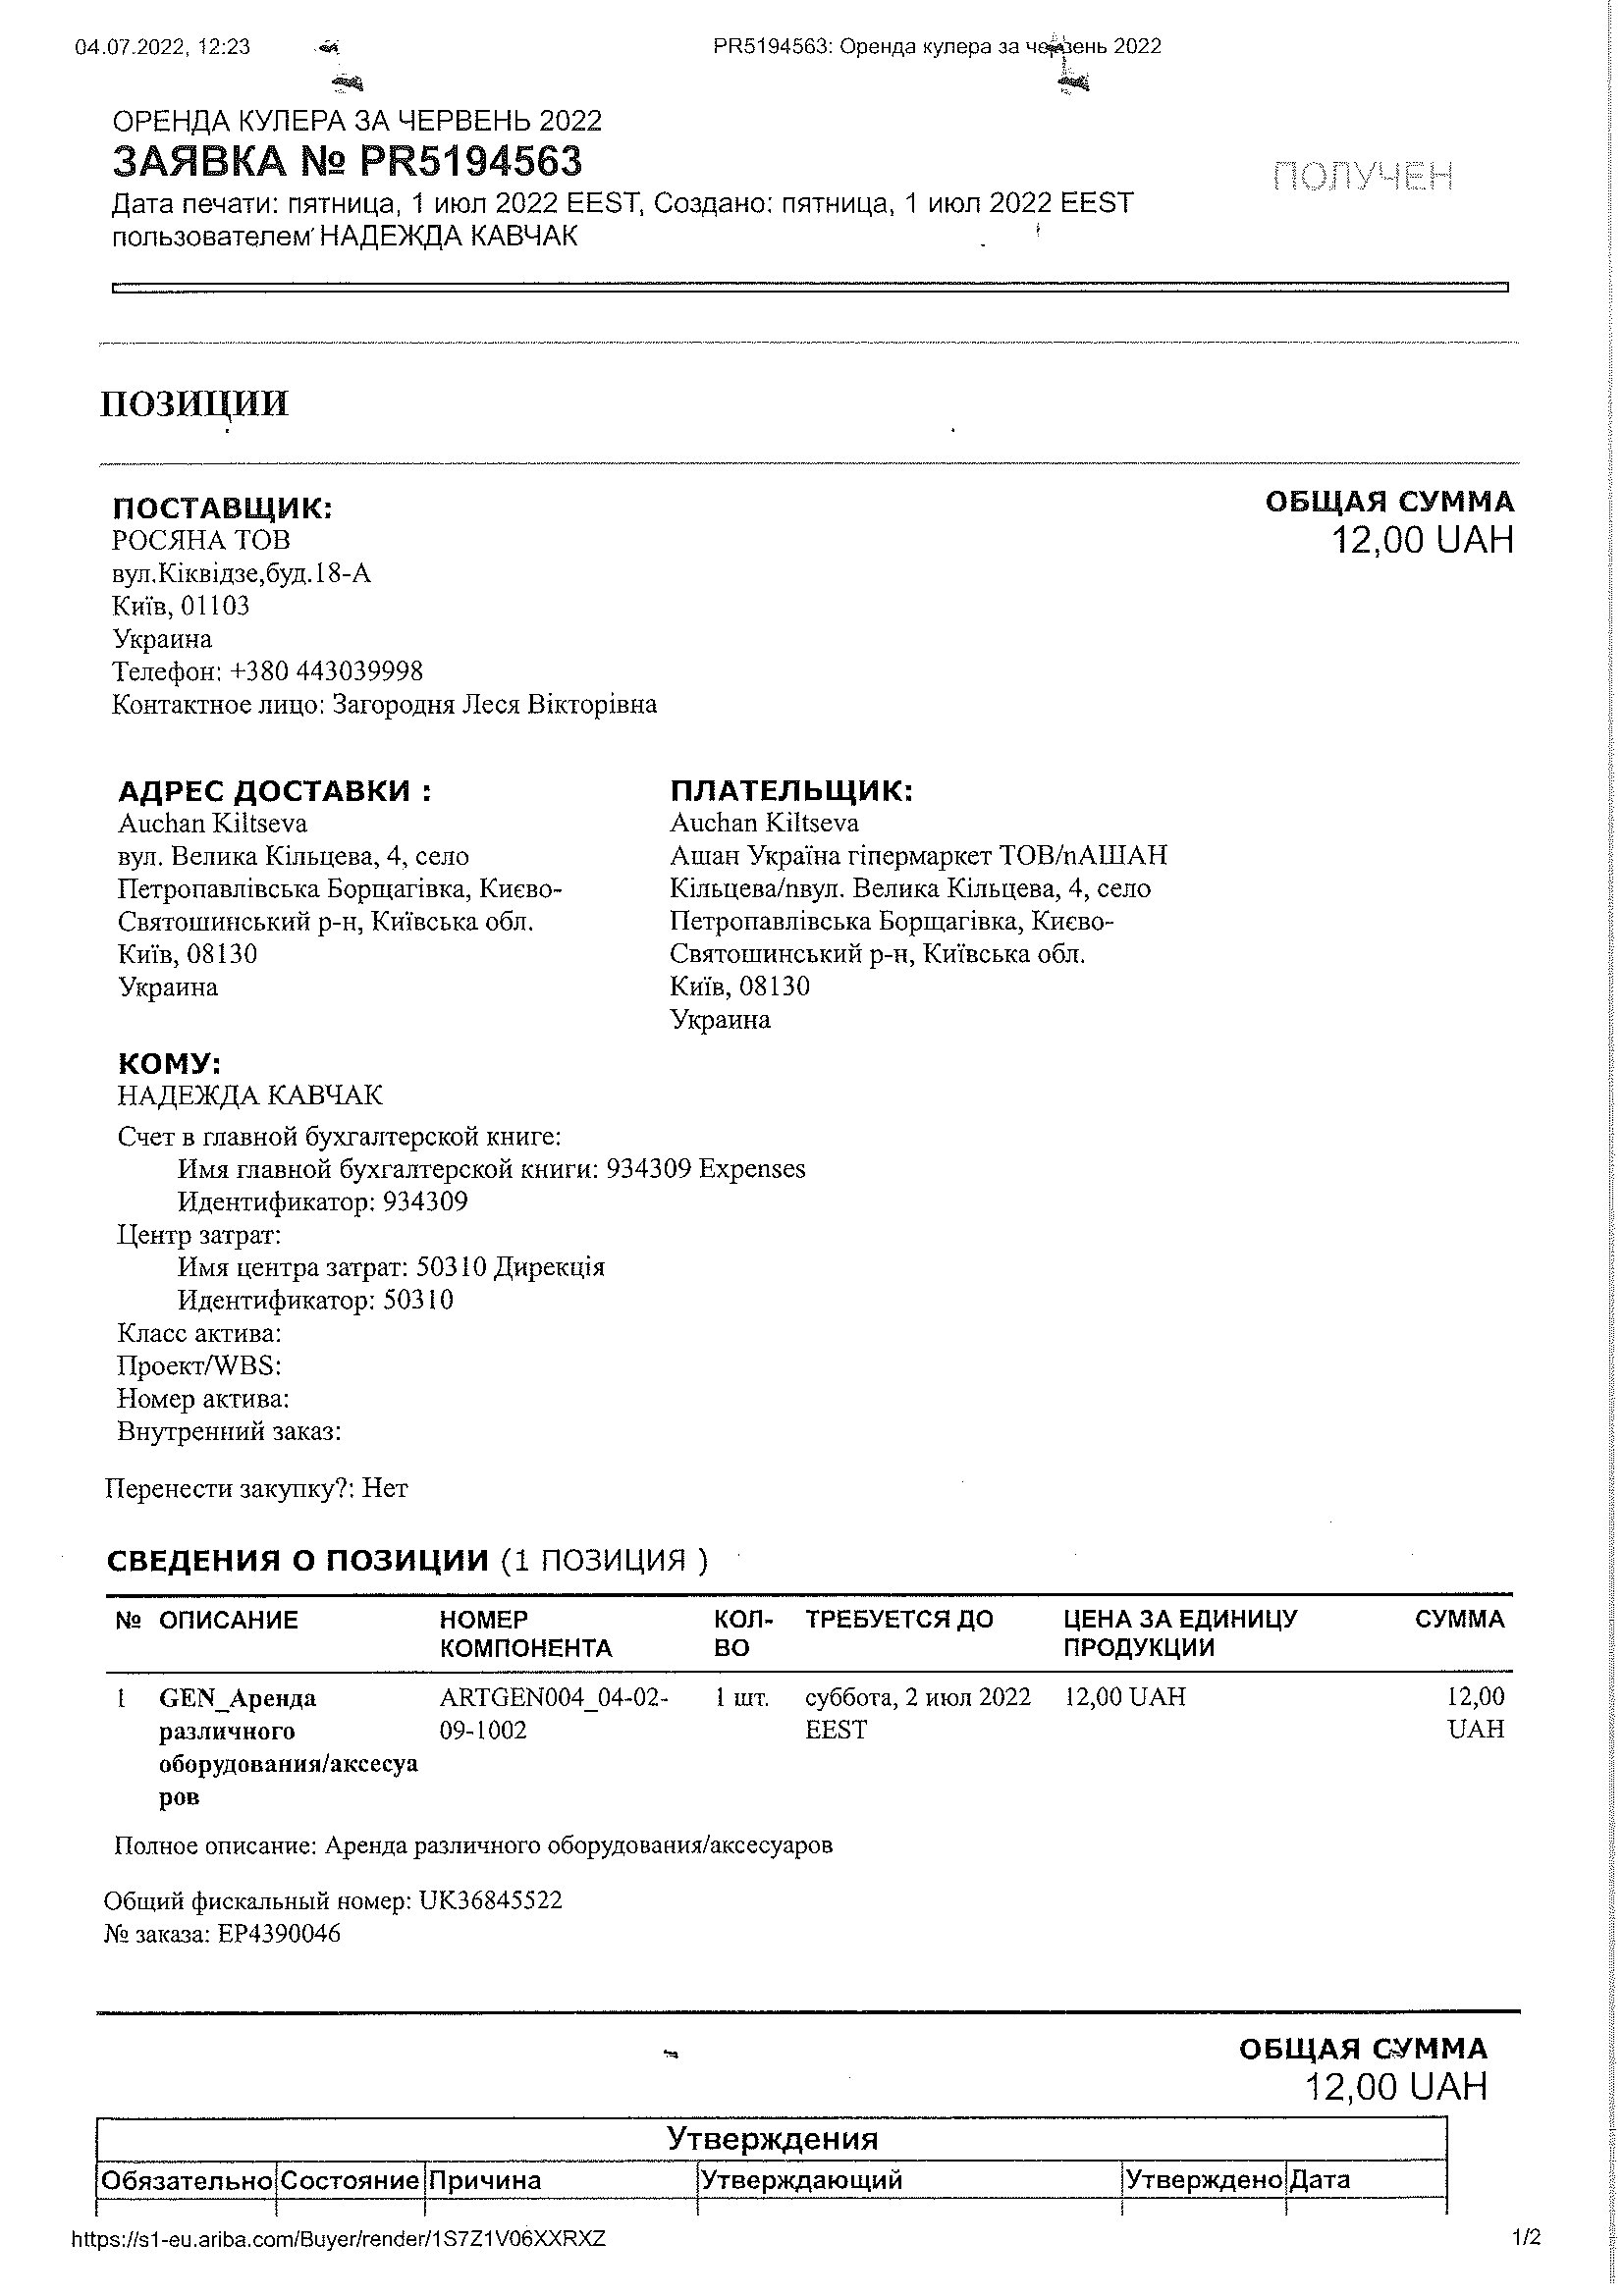 04.07.2022, 12:23
PR5194563: Оренда кулера за червень 2022
ОРЕНДА КУЛЕРА ЗА ЧЕРВЕНЬ 2022
ЗАЯВКА № PR5194563
ПОЛУЧЕН
Дата печати: пятница, 1 июл 2022 EEST, Создано: пятница, 1 июл 2022 EEST
пользователем НАДЕЖДА КАВЧАК
ПОЗИЦИИ
ПОСТАВЩИК:
РОСЯНА ТОВ
вул.Кіквідзе,буд.18-А
Київ, 01103
Украина
Телефон: +380 443039998
Контактное лицо: Загородня Леся Вікторівна
ОБЩАЯ СУММА
12,00 UAH
АДРЕС ДОСТАВКИ :
Auchan Kiltseva
вул. Велика Кільцева, 4, село
Петропавлівська Борщагівка, Києво-
Святошинський р-н, Київська обл.
Київ, 08130
Украина
ПЛАТЕЛЬЩИК:
Auchan Kiltseva
Ашан Україна гіпермаркет ТОВ/nАШАН
Кільцева/nвул. Велика Кільцева, 4, село
Петропавлівська Борщагівка, Києво-
Святошинський р-н, Київська обл.
Київ, 08130
Украина
КОМУ:
НАДЕЖДА КАВЧАК
Счет в главной бухгалтерской книге:
Имя главной бухгалтерской книги: 934309 Expenses
Идентификатор: 934309
Центр затрат:
Имя центра затрат: 50310 Дирекція
Идентификатор: 50310
Класс актива:
Проект/WBS:
Номер актива:
Внутренний заказ:
Перенести закупку?: Нет
СВЕДЕНИЯ О ПОЗИЦИИ (1 ПОЗИЦИЯ )
№ ОПИСАНИЕ НОМЕР КОЛ- ТРЕБУЕТСЯ ДО ЦЕНА ЗА ЕДИНИЦУ СУММА
КОМПОНЕНТА ВО ПРОДУКЦИИ
1 GEN_Аренда ARTGEN004_04-02- 1 шт. суббота, 2 июл 2022 12,00 UAH 12,00
различного 09-1002 EEST UAH
оборудования/аксесуа
ров
Полное описание: Аренда различного оборудования/аксесуаров
Общий фискальный номер: UK36845522
№ заказа: EP4390046
ОБЩАЯ СУММА
12,00 UAH
Утверждения
Обязательно Состояние Причина Утверждающий Утверждено Дата
https://s1-eu.ariba.com/Buyer/render/1S7Z1V06XXRXZ
1/2